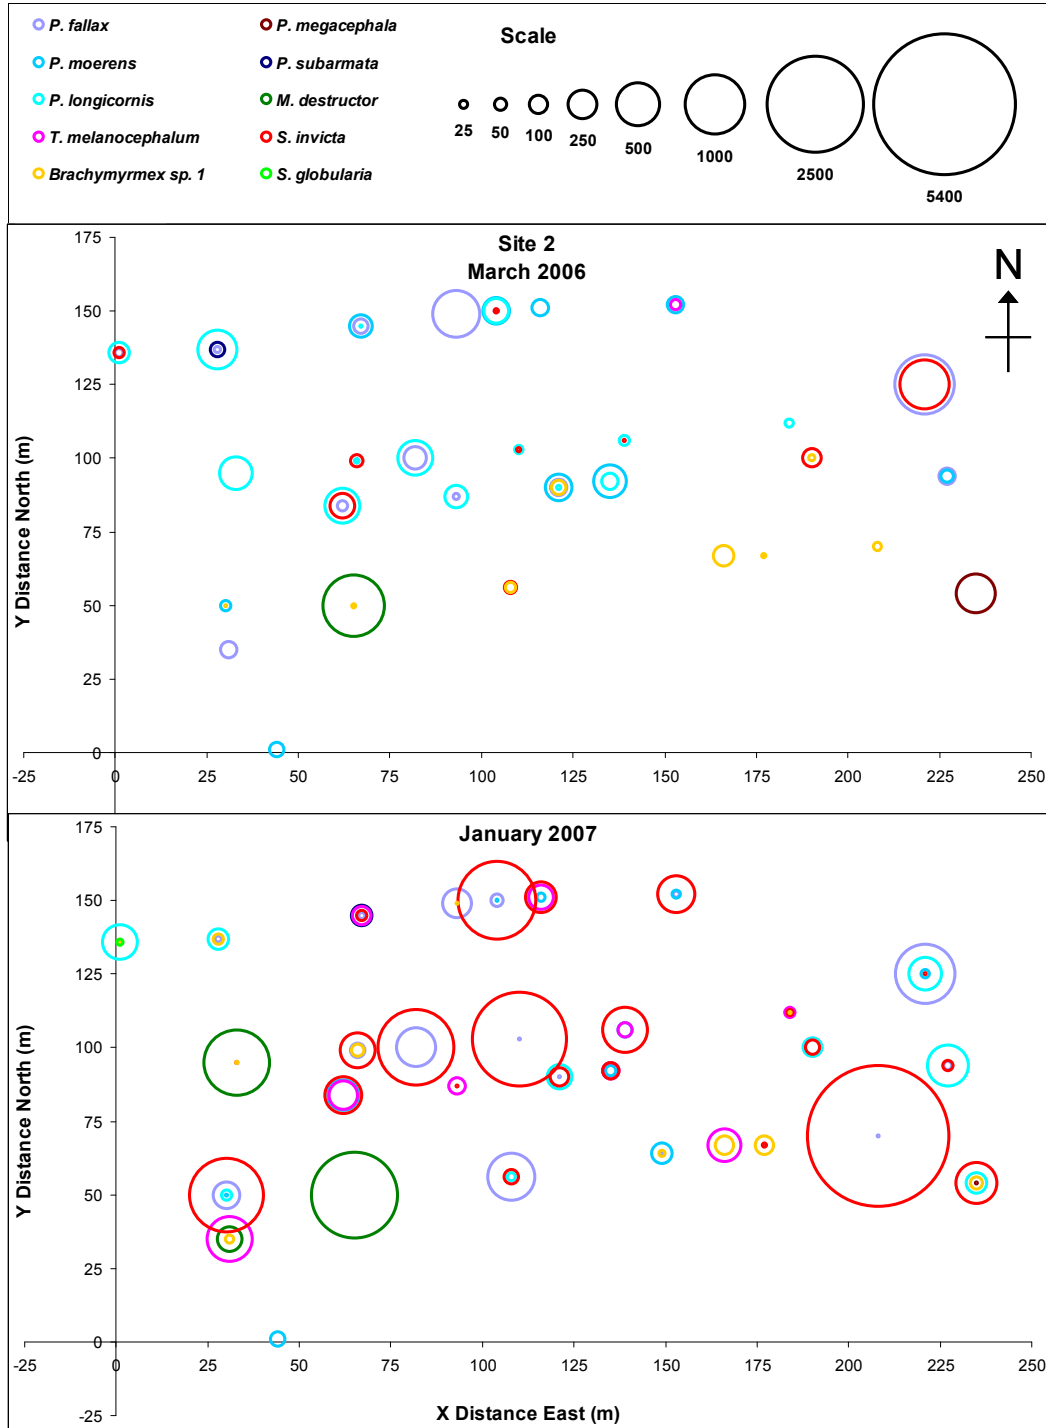 P. fallax
P. megacephala
P. moerens
P. subarmata
P. longicornis
M. destructor
T. melanocephalum
S. invicta
Brachymyrmex sp. 1
S. globularia
Scale
25
50
100
250
500
1000
2500
5400
Site 2
March 2006
N
Y Distance North (m)
175
150
125
100
75
50
25
0
-25 0 25 50 75 100 125 150 175 200 225 250
January 2007
Y Distance North (m)
175
150
125
100
75
50
25
0
-25
-25 0 25 50 75 100 125 150 175 200 225 250
X Distance East (m)